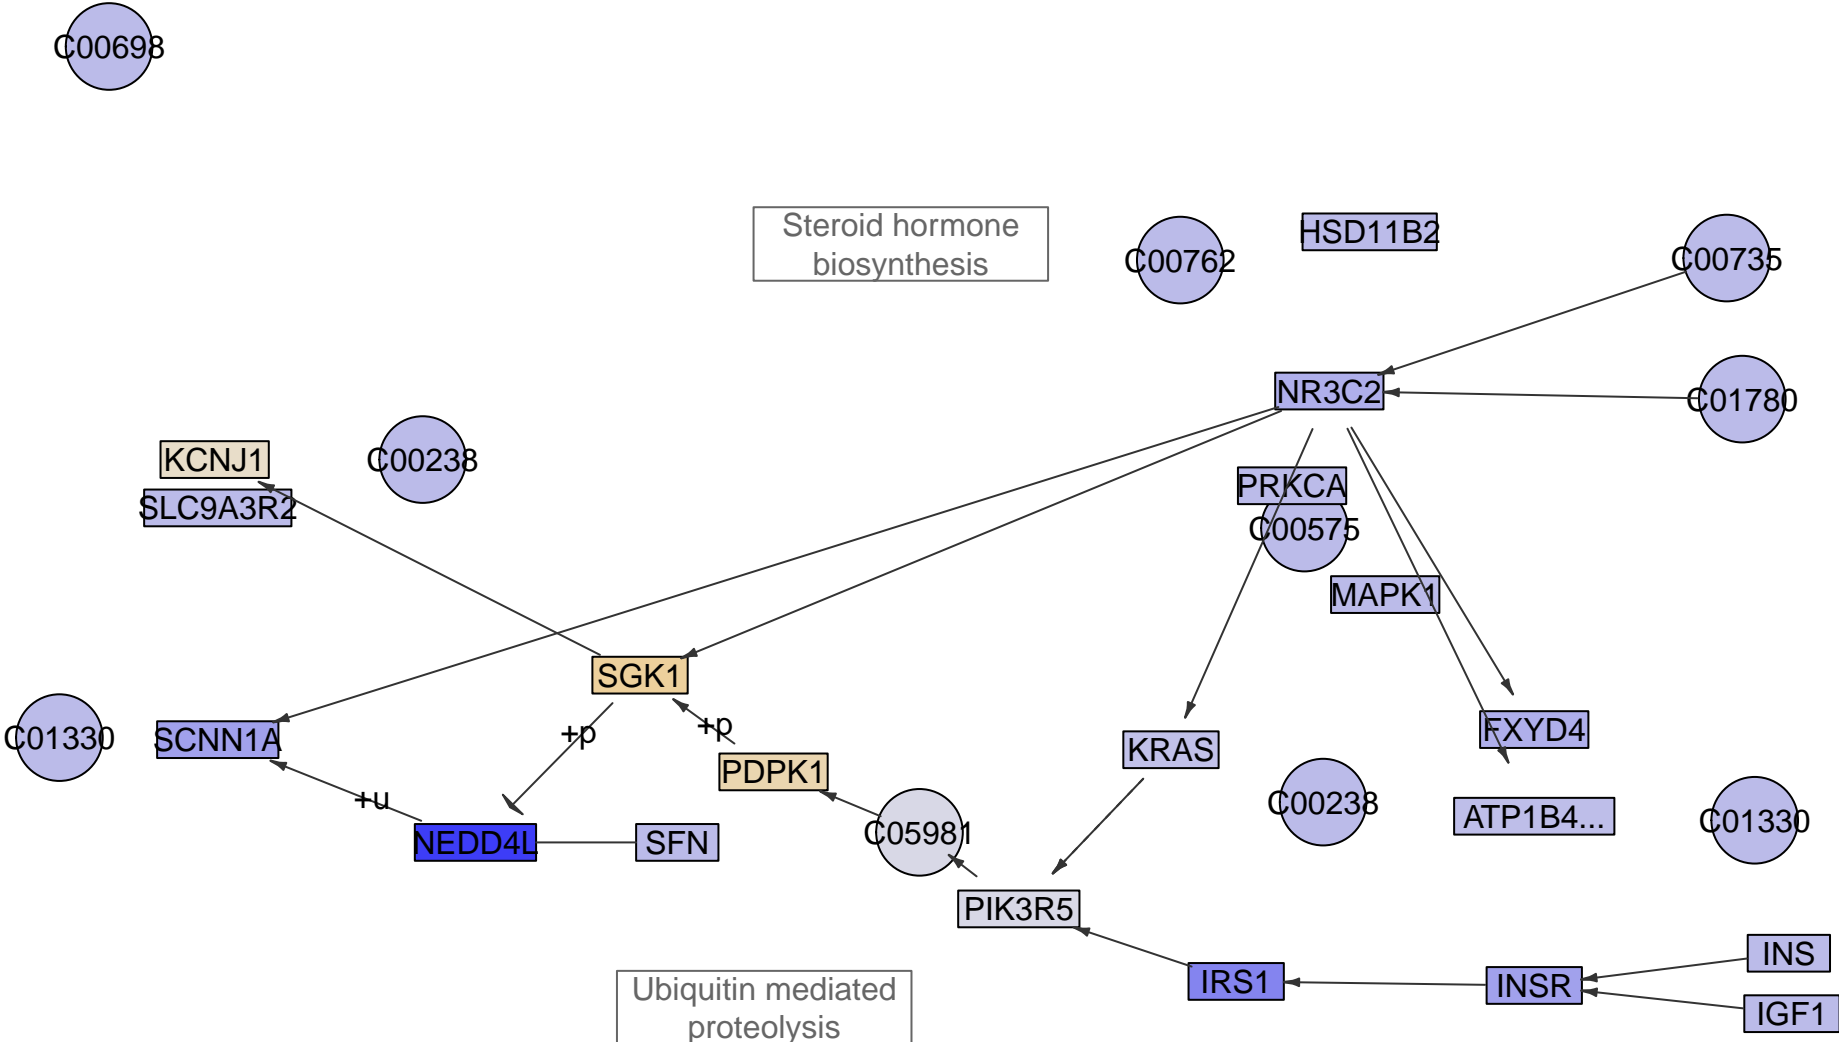 C00698
Steroid hormone
biosynthesis
HSD11B2
C00762
C00735
NR3C2
C01780
KCNJ1
C00238
PRKCA
SLC9A3R2
C00575
MAPK1
SGK1
+p
+p
C01330
SCNN1A
FXYD4
KRAS
PDPK1
+u
C00238
ATP1B4...
C01330
C05981
NEDD4L
SFN
PIK3R5
INS
IRS1
INSR
Ubiquitin mediated
proteolysis
IGF1